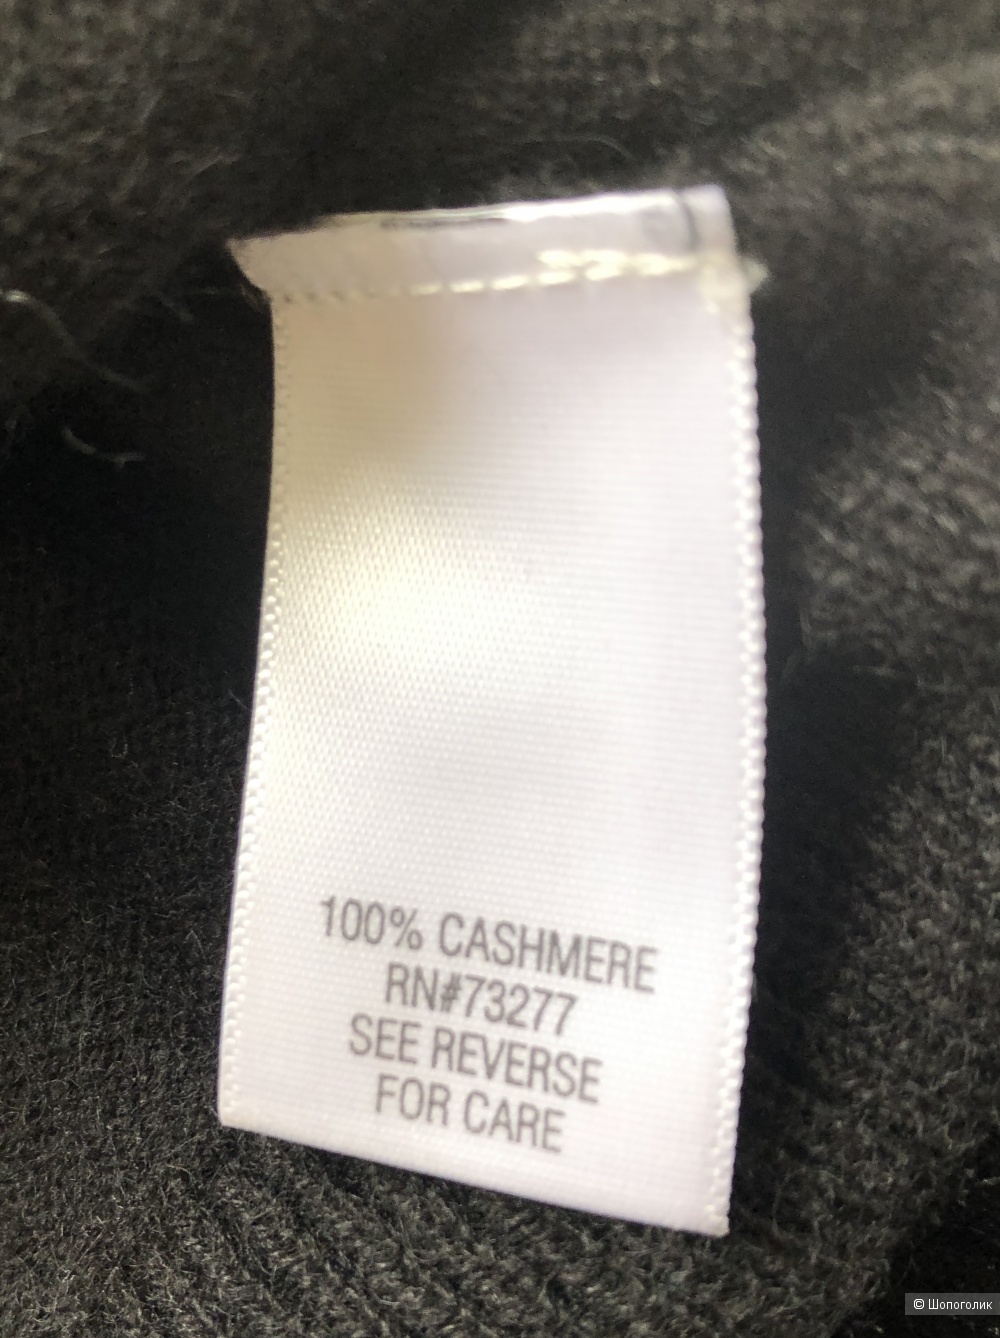 100% CASHMERE
RN#73277
SEE REVERSE
FOR CARE
© Шопоголик